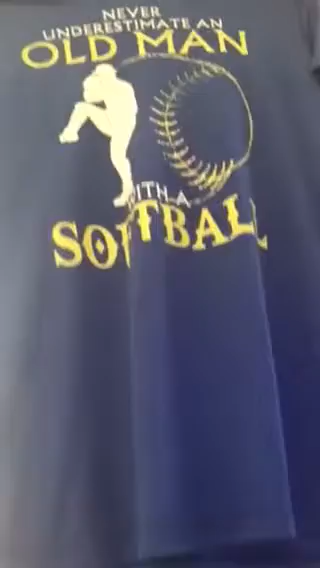 NEVER
UNDERESTIMATE AN
OLD MAN
WITH A
SOFTBALL